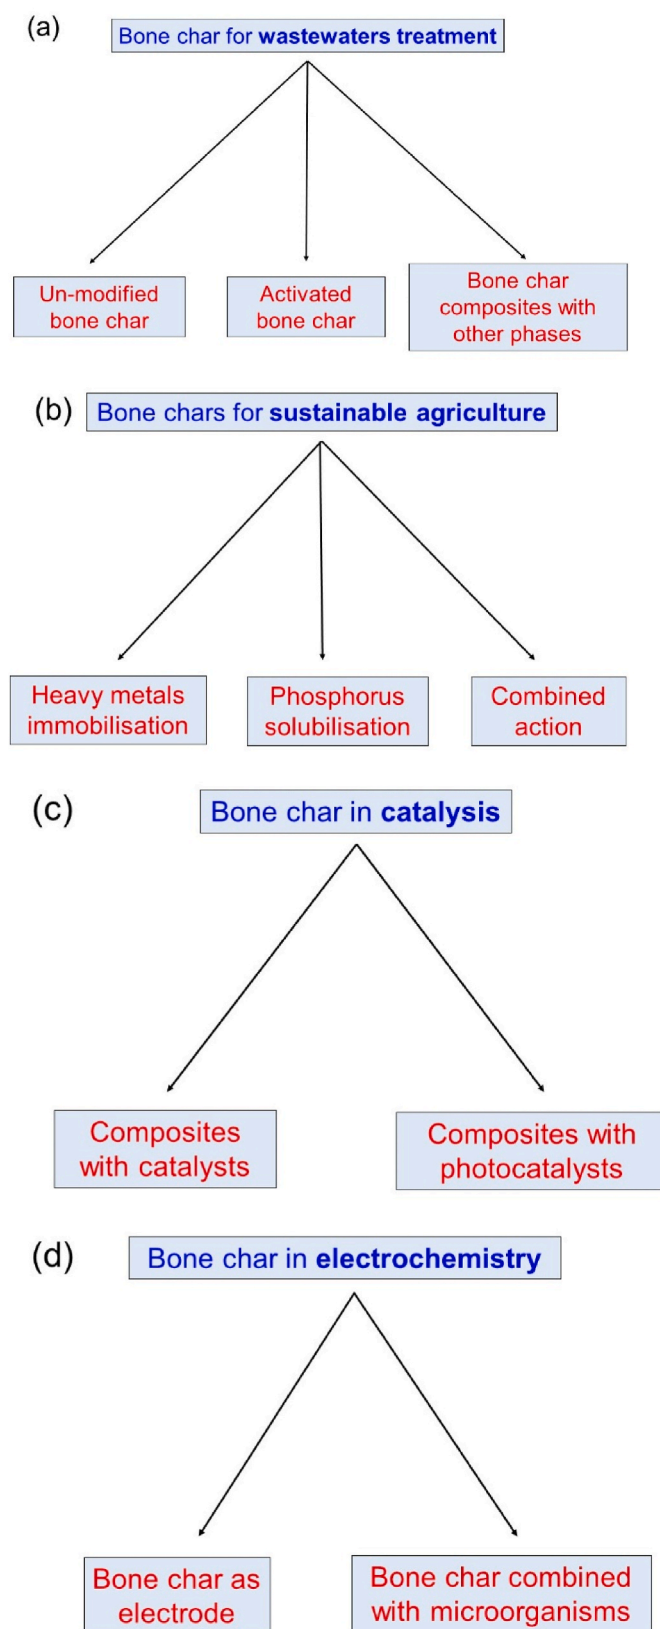 (a)
Bone char for wastewaters treatment
Un-modified
bone char
Activated
bone char
Bone char
composites with
other phases
(b)
Bone chars for sustainable agriculture
Heavy metals
immobilisation
Phosphorus
solubilisation
Combined
action
(c)
Bone char in catalysis
Composites
with catalysts
Composites with
photocatalysts
(d)
Bone char in electrochemistry
Bone char as
electrode
Bone char combined
with microorganisms